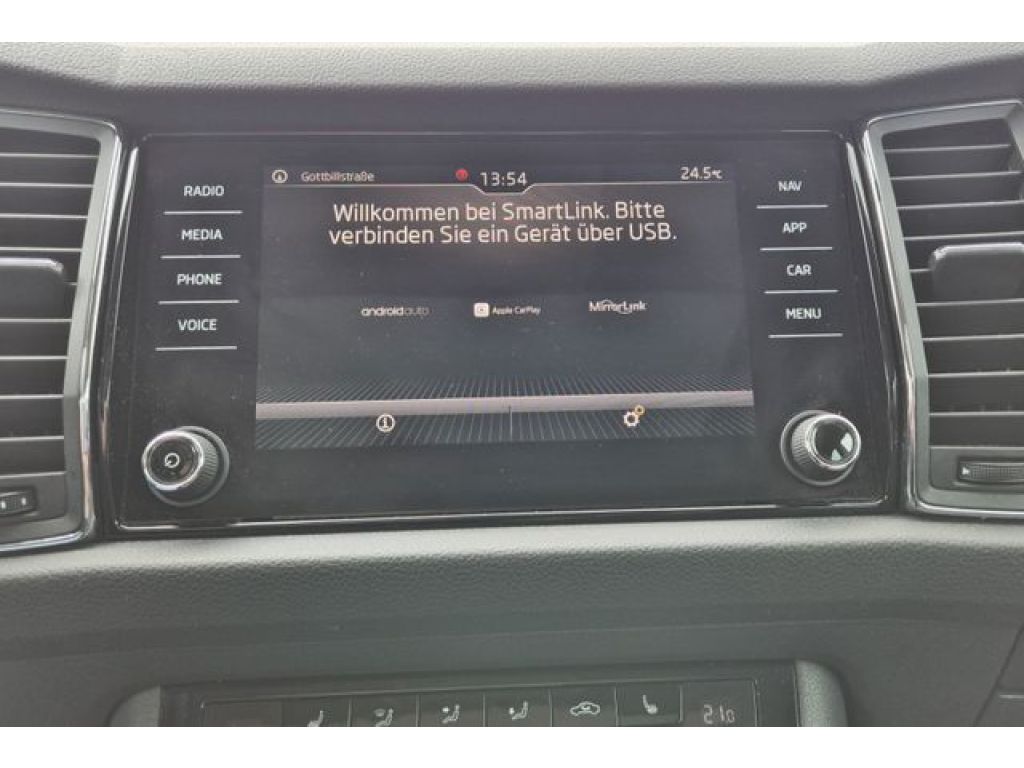 Gottbillstraße 13:54 24.5°C
RADIO
MEDIA
PHONE
VOICE
Willkommen bei SmartLink. Bitte
verbinden Sie ein Gerät über USB.
androidauto Apple CarPlay MirrorLink
NAV
APP
CAR
MENU
21.0